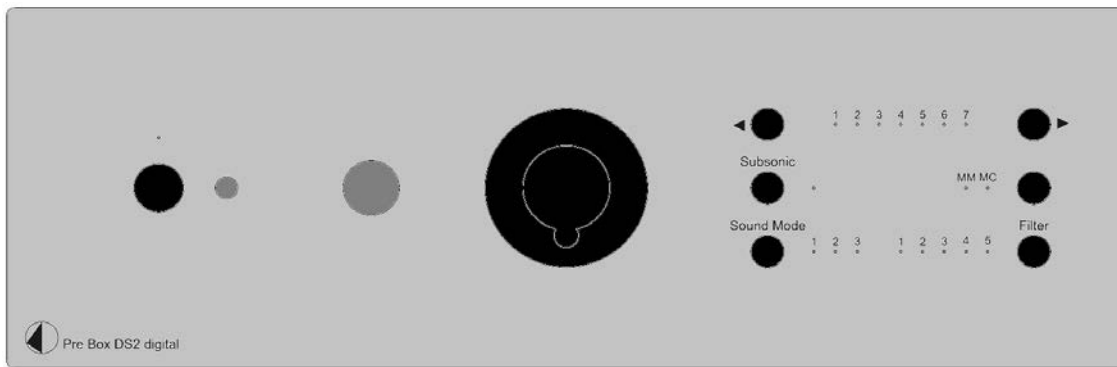 ◀ 1 2 3 4 5 6 7 ▶
Subsonic
MM MC
Sound Mode
Filter
1 2 3 1 2 3 4 5
Pre Box DS2 digital